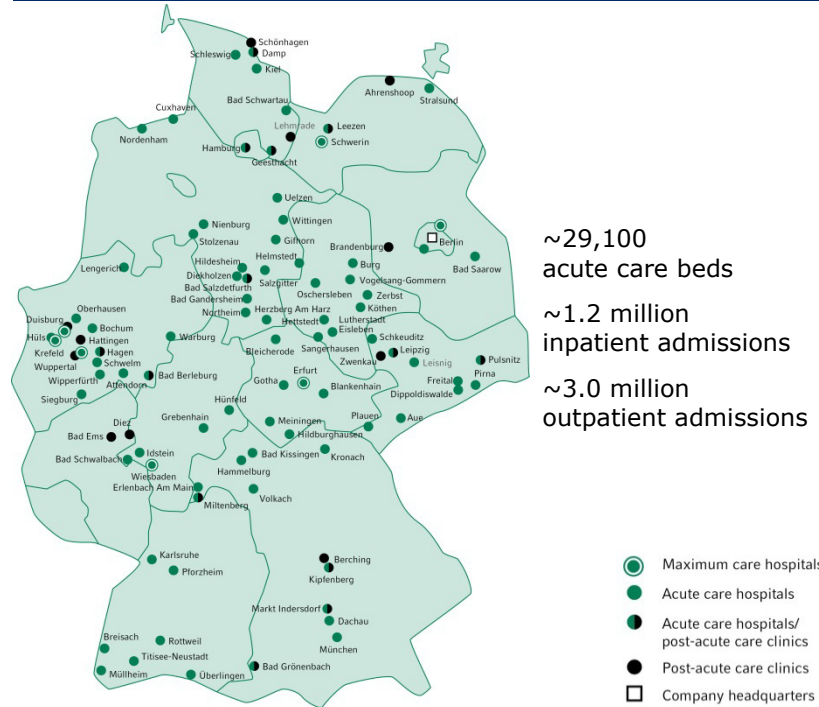 Schönhagen
Damp
Schleswig
Kiel
Ahrenshoop
Stralsund
Bad Schwartau
Cuxhaven
Lehmrade
Leezen
Nordenham
Schwerin
Hamburg
Geesthacht
Uelzen
Nienburg
Wittingen
Stolzenau
Gifhorn
Brandenburg
Berlin
Hildesheim
Helmstedt
Burg
Bad Saarow
Lengerich
Diekholzen
Salzgitter
Vogelsang-Gommern
Bad Salzdetfurth
Oschersleben
Zerbst
Bad Gandersheim
Köthen
Oberhausen
Northeim
Herzberg Am Harz
Lutherstadt
Eisleben
Duisburg
Bochum
Hettstedt
Hüls
Hattingen
Warburg
Sangerhausen
Schkeuditz
Krefeld
Hagen
Bleicherode
Zwenkau
Leipzig
Leisnig
Pulsnitz
Wuppertal
Schwelm
Erfurt
Wipperfürth
Attendorn
Bad Berleburg
Gotha
Blankenhain
Freital
Pirna
Dippoldiswalde
Siegburg
Hünfeld
Plauen
Aue
Diez
Grebenhain
Meiningen
Bad Ems
Hildburghausen
Idstein
Bad Kissingen
Kronach
Bad Schwalbach
Wiesbaden
Hammelburg
Erlenbach Am Main
Volkach
Miltenberg
Karlsruhe
Berching
Pforzheim
Kipfenberg
Markt Indersdorf
Dachau
Breisach
Rottweil
München
Titisee-Neustadt
Müllheim
Überlingen
Bad Grönenbach
~29,100
acute care beds
~1.2 million
inpatient admissions
~3.0 million
outpatient admissions
Maximum care hospitals
Acute care hospitals
Acute care hospitals/
post-acute care clinics
Post-acute care clinics
Company headquarters